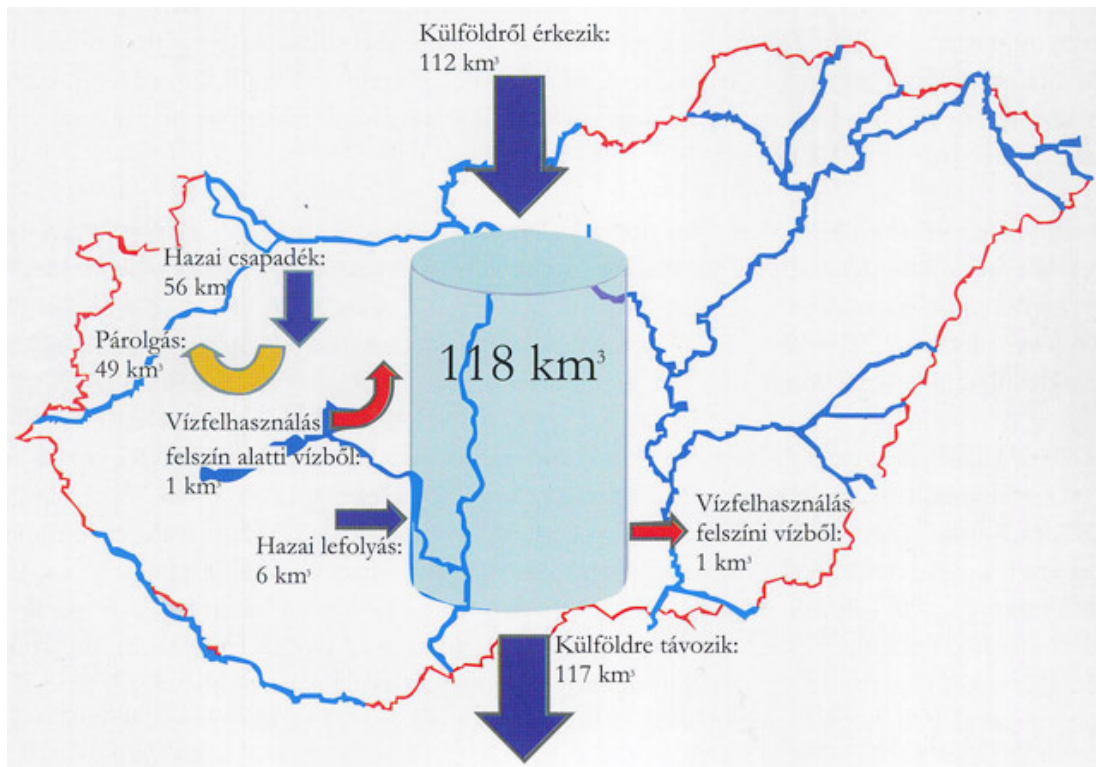 Külföldről érkezik:
112 km³
Hazai csapadék:
56 km³
Párolgás:
49 km³
118 km³
Vízfelhasználás
felszín alatti vízből:
1 km³
Vízfelhasználás
felszíni vízből:
1 km³
Hazai lefolyás:
6 km³
Külföldre távozik:
117 km³